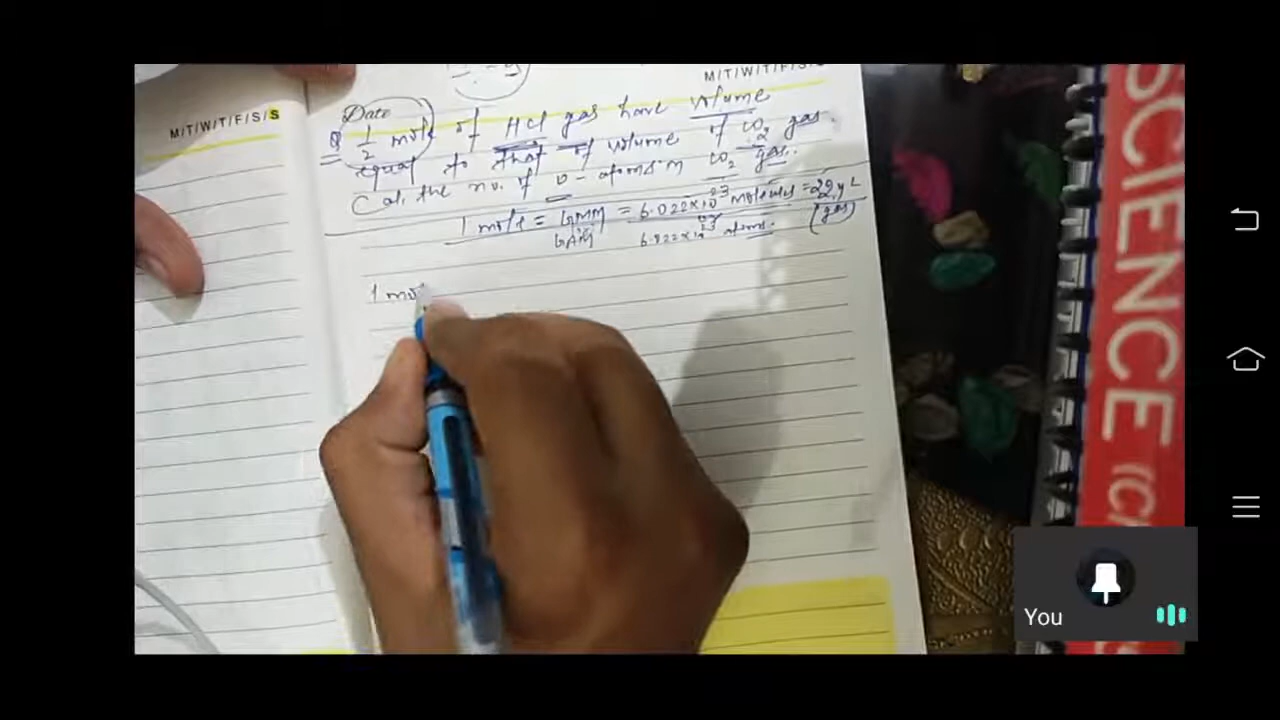 M/T/W/T/F/S/S
M/T/W/T/F/S/S
Date
Q 1/2 mole of HCl gas have volume
equal to that of volume of CO2 gas.
Cal. the no. of O-atoms in CO2 gas.
1 mole = GMM = 6.022×10^23 molecules = 22.4 L
GAM 6.022×10^23 atoms. (gas)
1 mol
SCIENCE
You